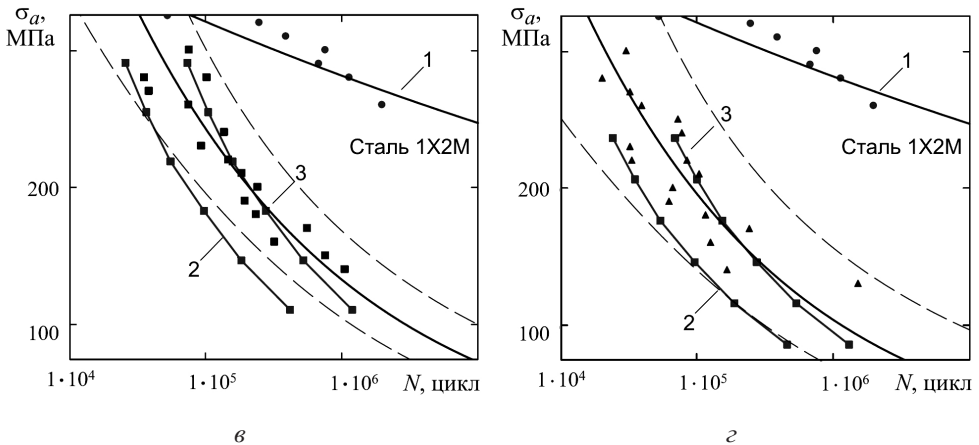 σa,
МПа
1
Сталь 1Х2М
3
200
2
100
1·10⁴
1·10⁵
1·10⁶
N, цикл
в
σa,
МПа
1
3
Сталь 1Х2М
200
2
100
1·10⁴
1·10⁵
1·10⁶
N, цикл
г